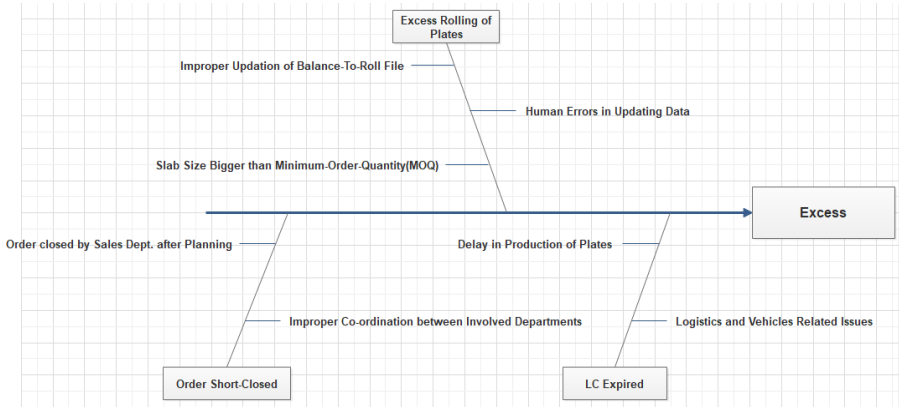 Excess Rolling of
Plates
Improper Updation of Balance-To-Roll File
Human Errors in Updating Data
Slab Size Bigger than Minimum-Order-Quantity(MOQ)
Excess
Order closed by Sales Dept. after Planning
Delay in Production of Plates
Improper Co-ordination between Involved Departments
Logistics and Vehicles Related Issues
Order Short-Closed
LC Expired